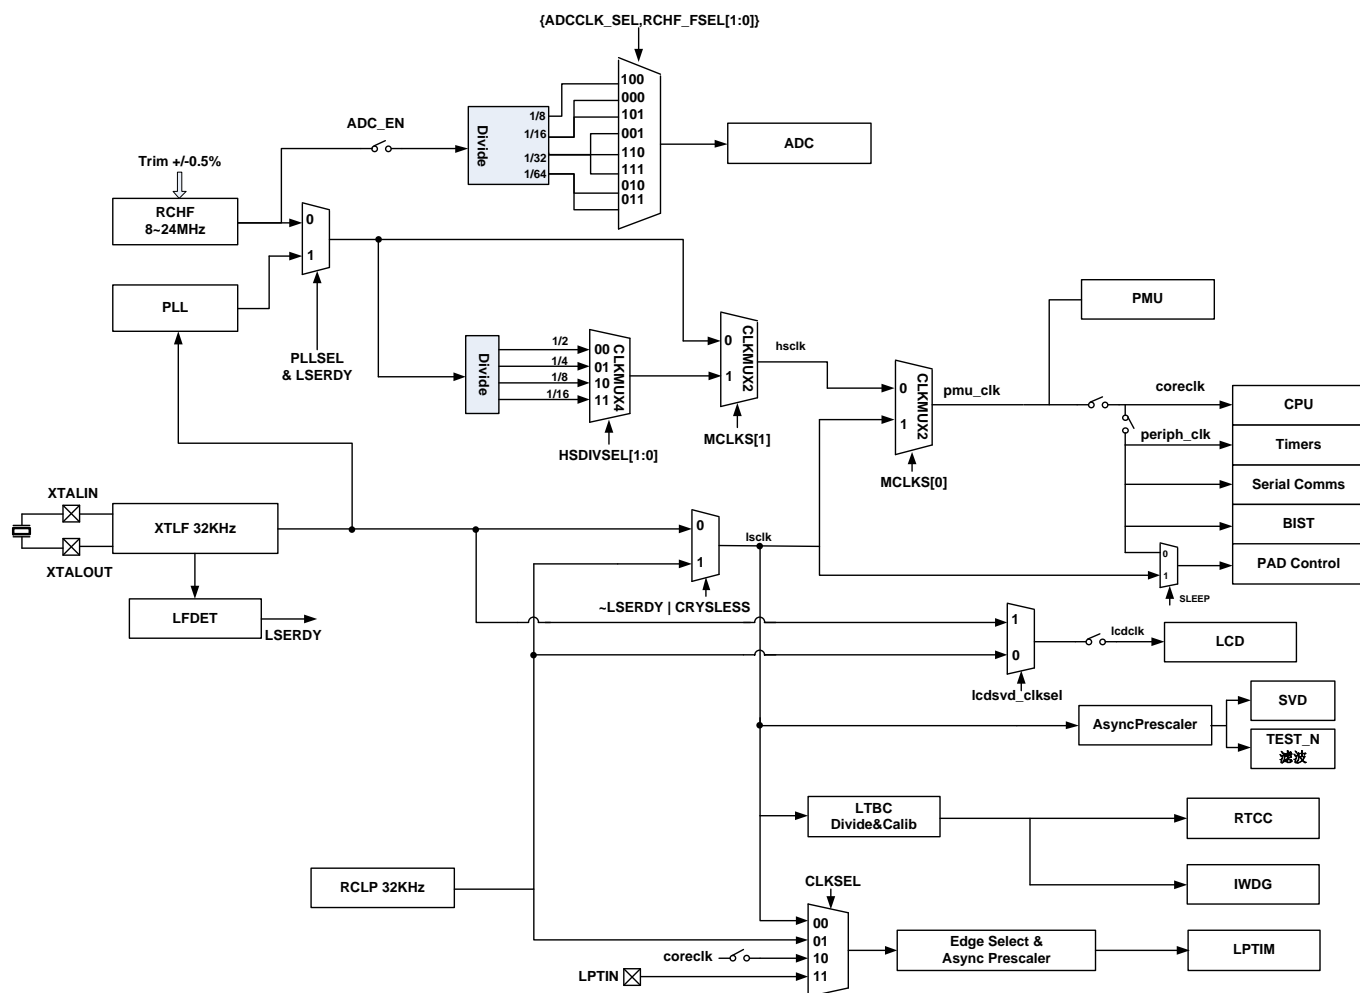 {ADCCLK_SEL,RCHF_FSEL[1:0]}
100
000
101
001
110
111
010
011
ADC_EN
Divide
1/8
1/16
1/32
1/64
ADC
Trim +/-0.5%
RCHF
8~24MHz
0
1
PLL
PLLSEL
& LSERDY
Divide
1/2
1/4
1/8
1/16
00
01
10
11
CLKMUX4
HSDIVSEL[1:0]
0
1
CLKMUX2
MCLKS[1]
hsclk
0
1
CLKMUX2
MCLKS[0]
pmu_clk
PMU
coreclk
CPU
periph_clk
Timers
Serial Comms
BIST
0
1
SLEEP
PAD Control
XTALIN
XTALOUT
XTLF 32KHz
LFDET
LSERDY
0
1
lsclk
~LSERDY | CRYSLESS
1
0
lcdsvd_clksel
lcdclk
LCD
AsyncPrescaler
SVD
TEST_N
滤波
LTBC
Divide&Calib
RTCC
IWDG
RCLP 32KHz
CLKSEL
00
01
10
11
coreclk
LPTIN
Edge Select &
Async Prescaler
LPTIM